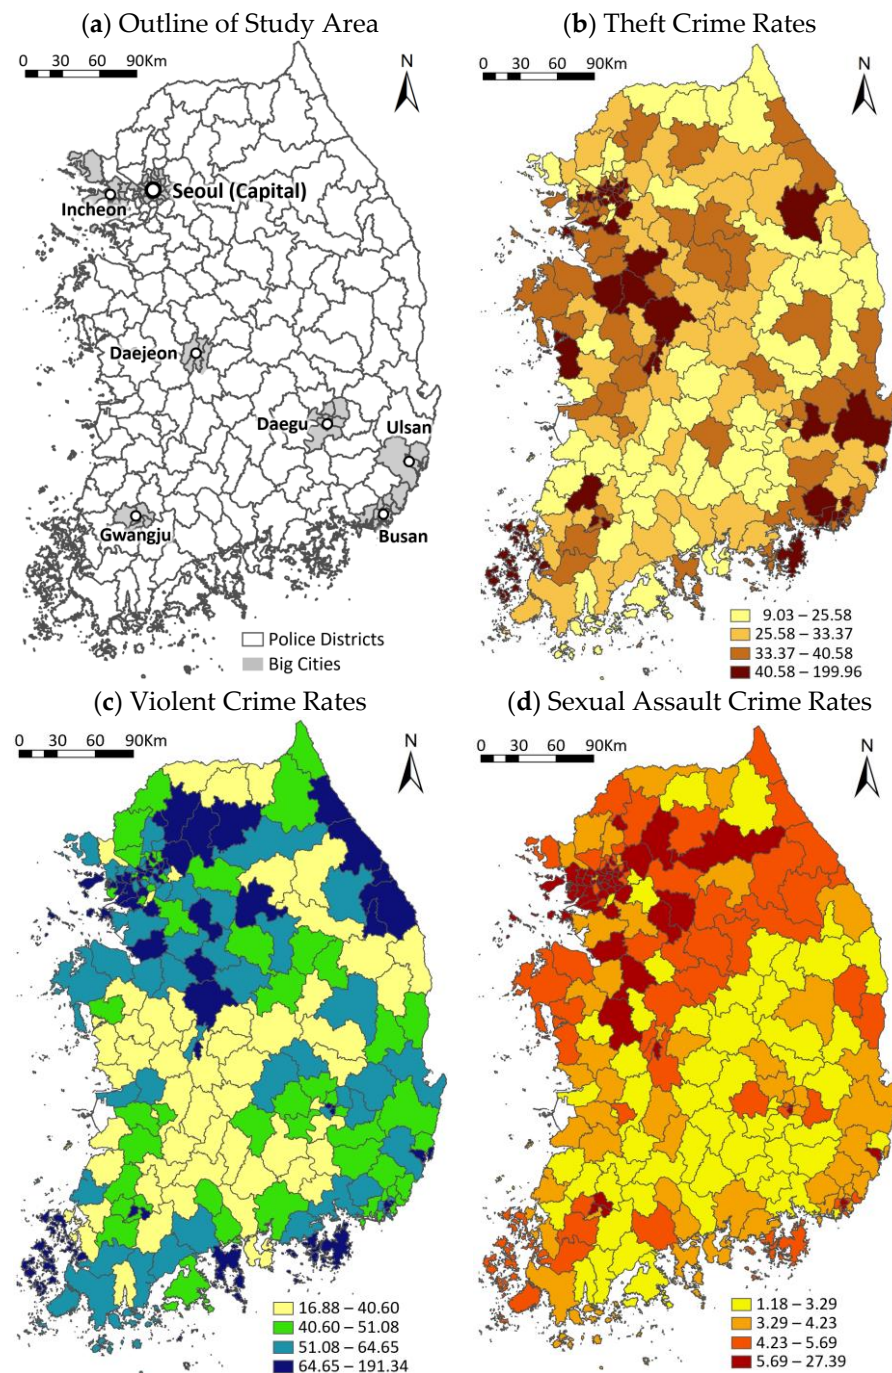 (a) Outline of Study Area
0 30 60 90Km
N
Seoul (Capital)
Incheon
Daejeon
Daegu
Ulsan
Gwangju
Busan
Police Districts
Big Cities
(b) Theft Crime Rates
0 30 60 90Km
N
9.03 – 25.58
25.58 – 33.37
33.37 – 40.58
40.58 – 199.96
(c) Violent Crime Rates
0 30 60 90Km
N
16.88 – 40.60
40.60 – 51.08
51.08 – 64.65
64.65 – 191.34
(d) Sexual Assault Crime Rates
0 30 60 90Km
N
1.18 – 3.29
3.29 – 4.23
4.23 – 5.69
5.69 – 27.39